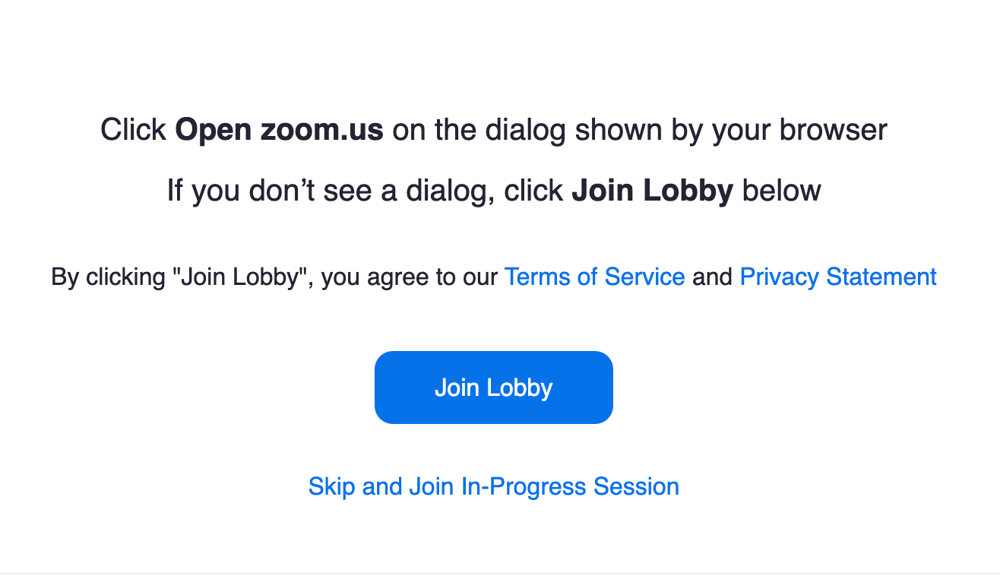 Click Open zoom.us on the dialog shown by your browser
If you don’t see a dialog, click Join Lobby below
By clicking "Join Lobby", you agree to our Terms of Service and Privacy Statement
Join Lobby
Skip and Join In-Progress Session